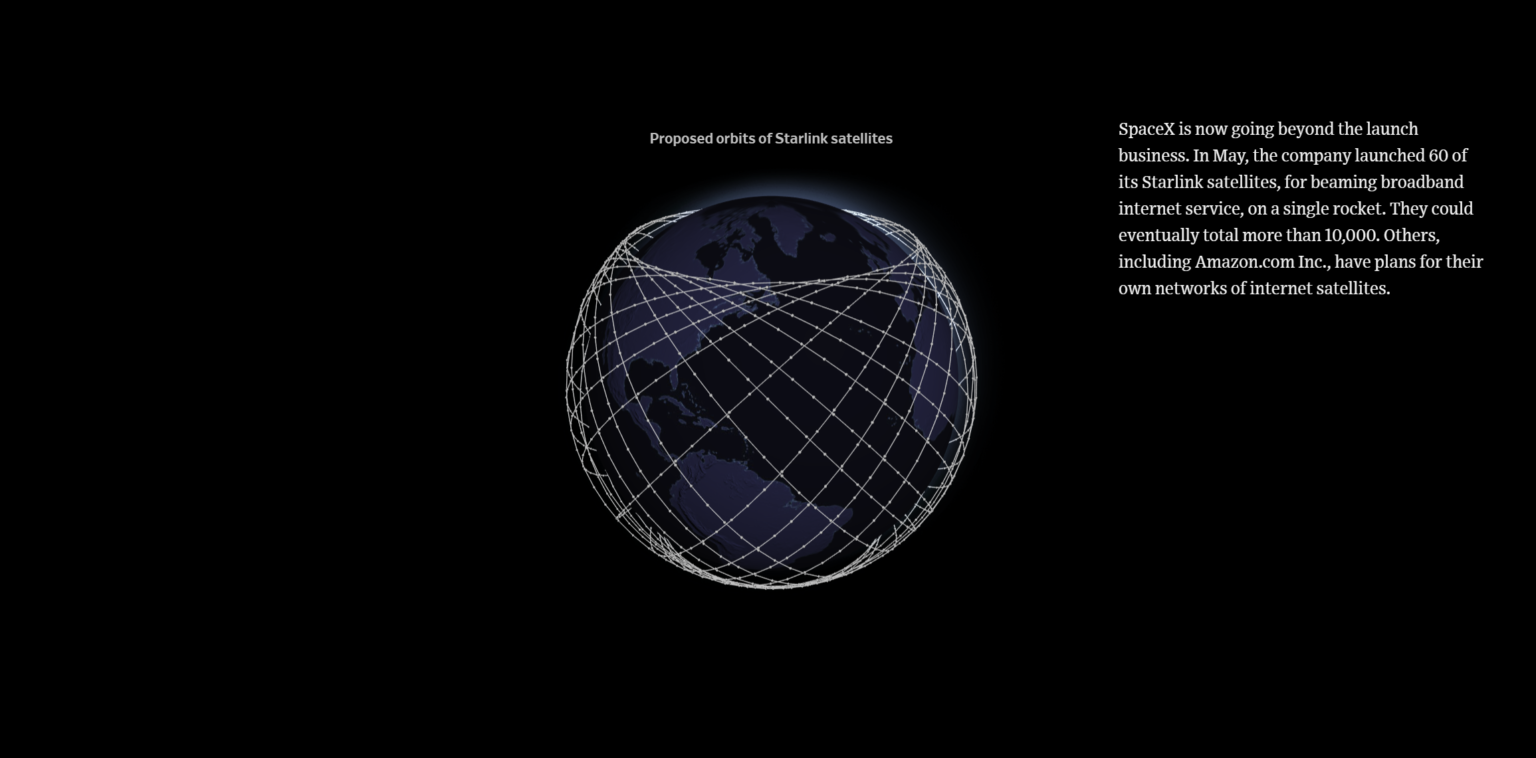 Proposed orbits of Starlink satellites
SpaceX is now going beyond the launch
business. In May, the company launched 60 of
its Starlink satellites, for beaming broadband
internet service, on a single rocket. They could
eventually total more than 10,000. Others,
including Amazon.com Inc., have plans for their
own networks of internet satellites.